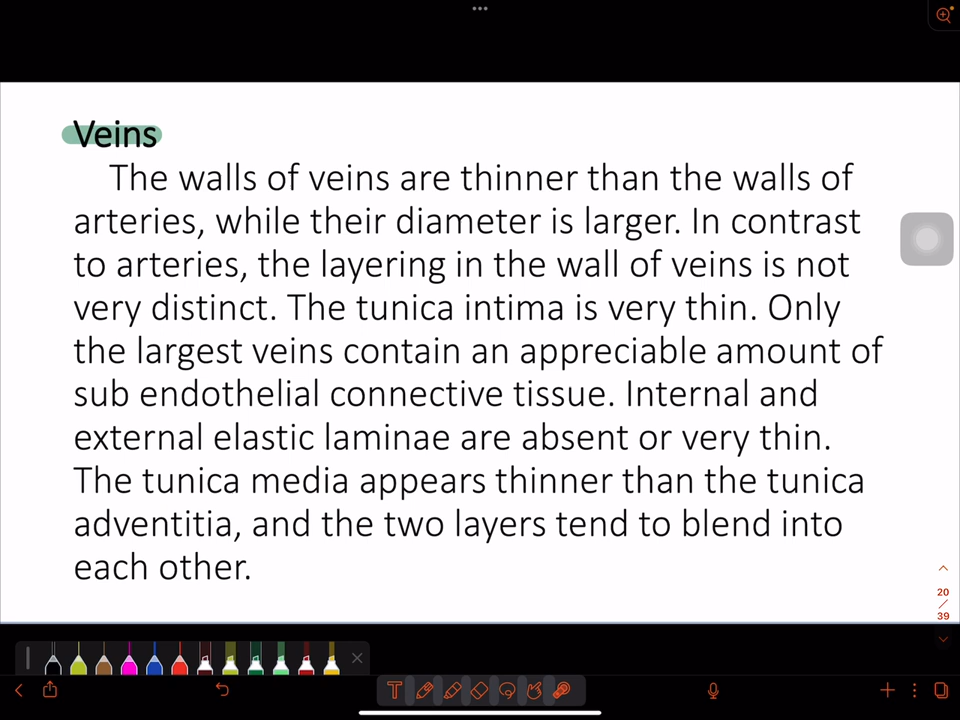 Veins
The walls of veins are thinner than the walls of
arteries, while their diameter is larger. In contrast
to arteries, the layering in the wall of veins is not
very distinct. The tunica intima is very thin. Only
the largest veins contain an appreciable amount of
sub endothelial connective tissue. Internal and
external elastic laminae are absent or very thin.
The tunica media appears thinner than the tunica
adventitia, and the two layers tend to blend into
each other.
20
39